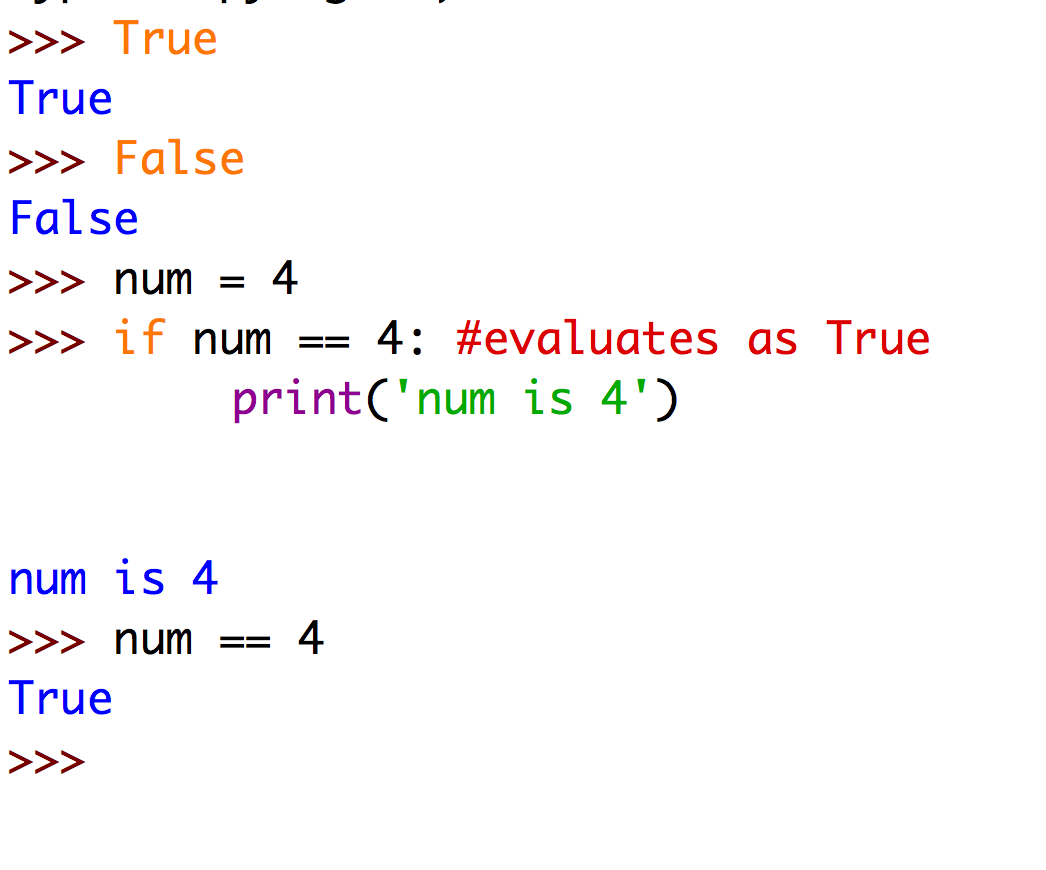 >>> True
True
>>> False
False
>>> num = 4
>>> if num == 4: #evaluates as True
print('num is 4')
num is 4
>>> num == 4
True
>>>